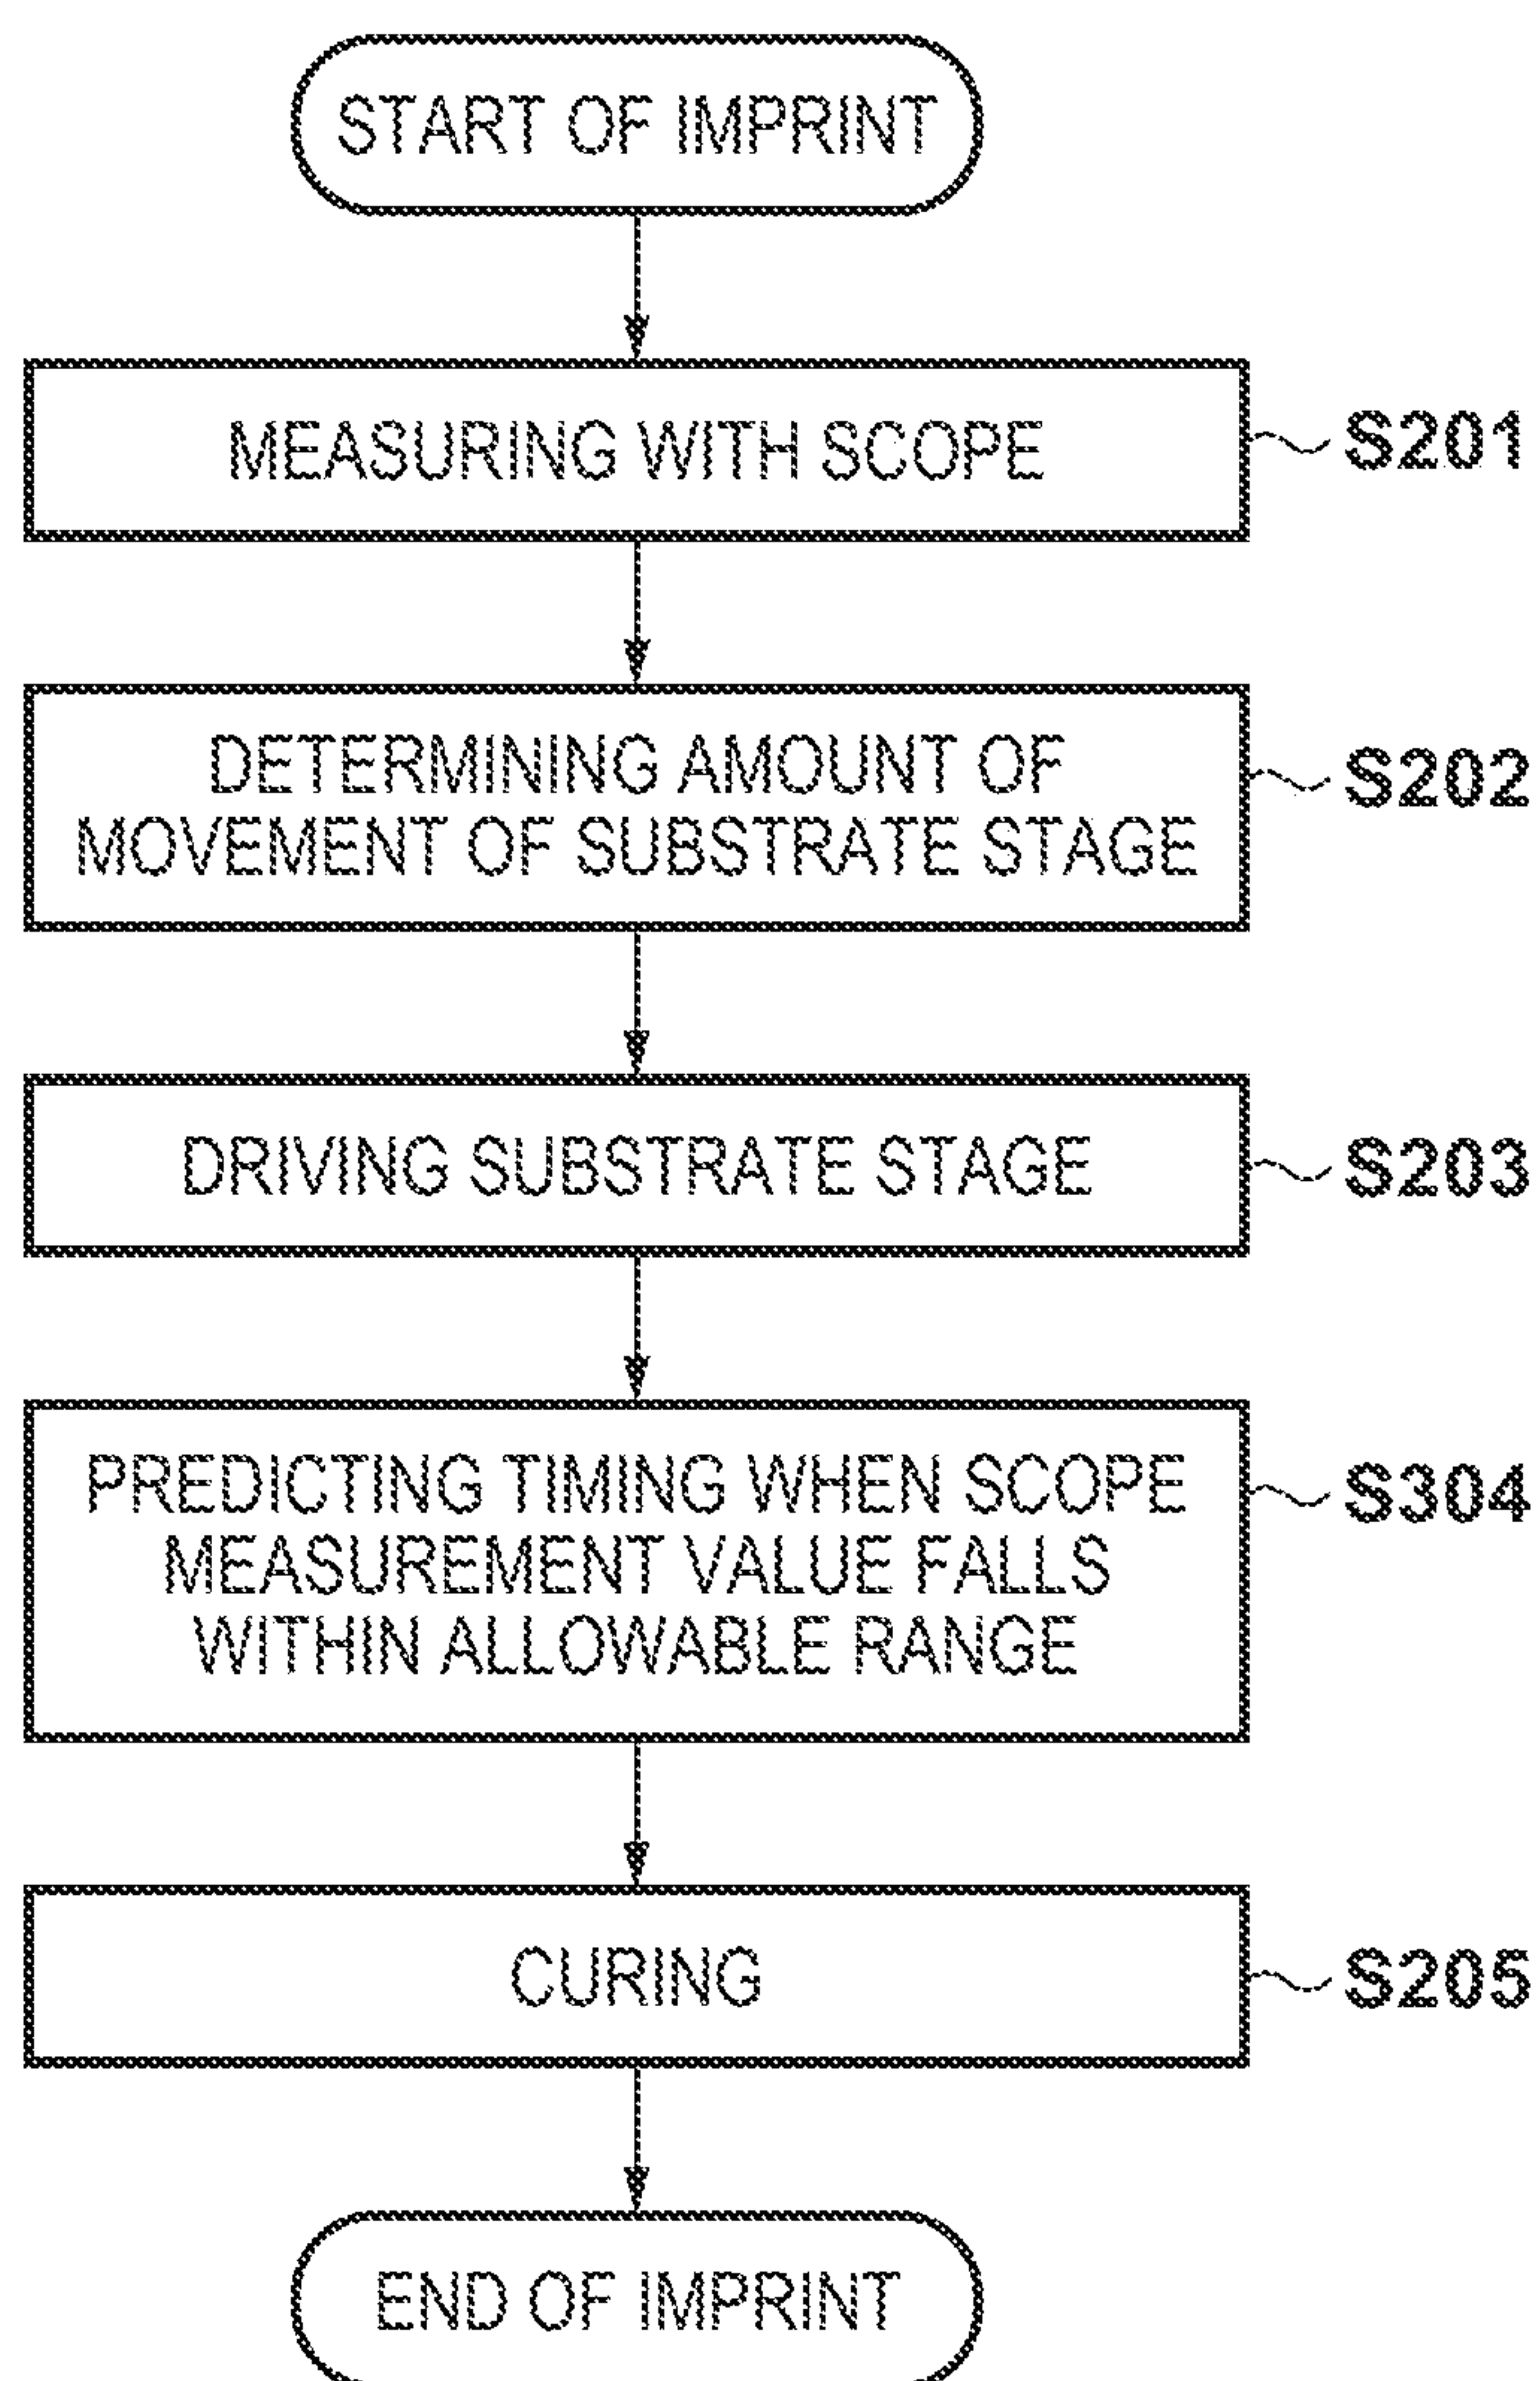 START OF IMPRINT
MEASURING WITH SCOPE
S201
DETERMINING AMOUNT OF
MOVEMENT OF SUBSTRATE STAGE
S202
DRIVING SUBSTRATE STAGE
S203
PREDICTING TIMING WHEN SCOPE
MEASUREMENT VALUE FALLS
WITHIN ALLOWABLE RANGE
S304
CURING
S205
END OF IMPRINT